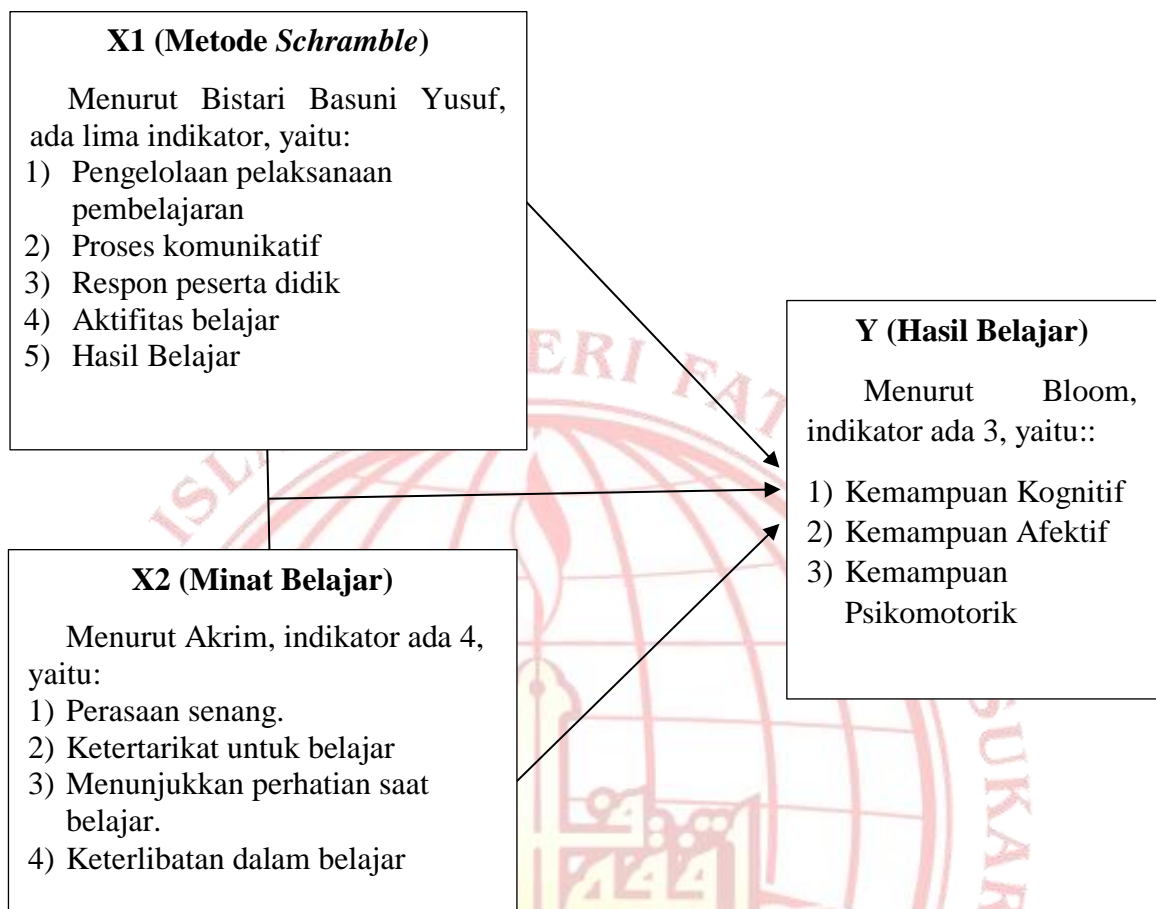 X1 (Metode Schramble)
Menurut Bistari Basuni Yusuf,
ada lima indikator, yaitu:
1) Pengelolaan pelaksanaan
pembelajaran
2) Proses komunikatif
3) Respon peserta didik
4) Aktifitas belajar
5) Hasil Belajar
Y (Hasil Belajar)
Menurut Bloom,
indikator ada 3, yaitu::
1) Kemampuan Kognitif
2) Kemampuan Afektif
3) Kemampuan
Psikomotorik
X2 (Minat Belajar)
Menurut Akrim, indikator ada 4,
yaitu:
1) Perasaan senang.
2) Ketertarikat untuk belajar
3) Menunjukkan perhatian saat
belajar.
4) Keterlibatan dalam belajar